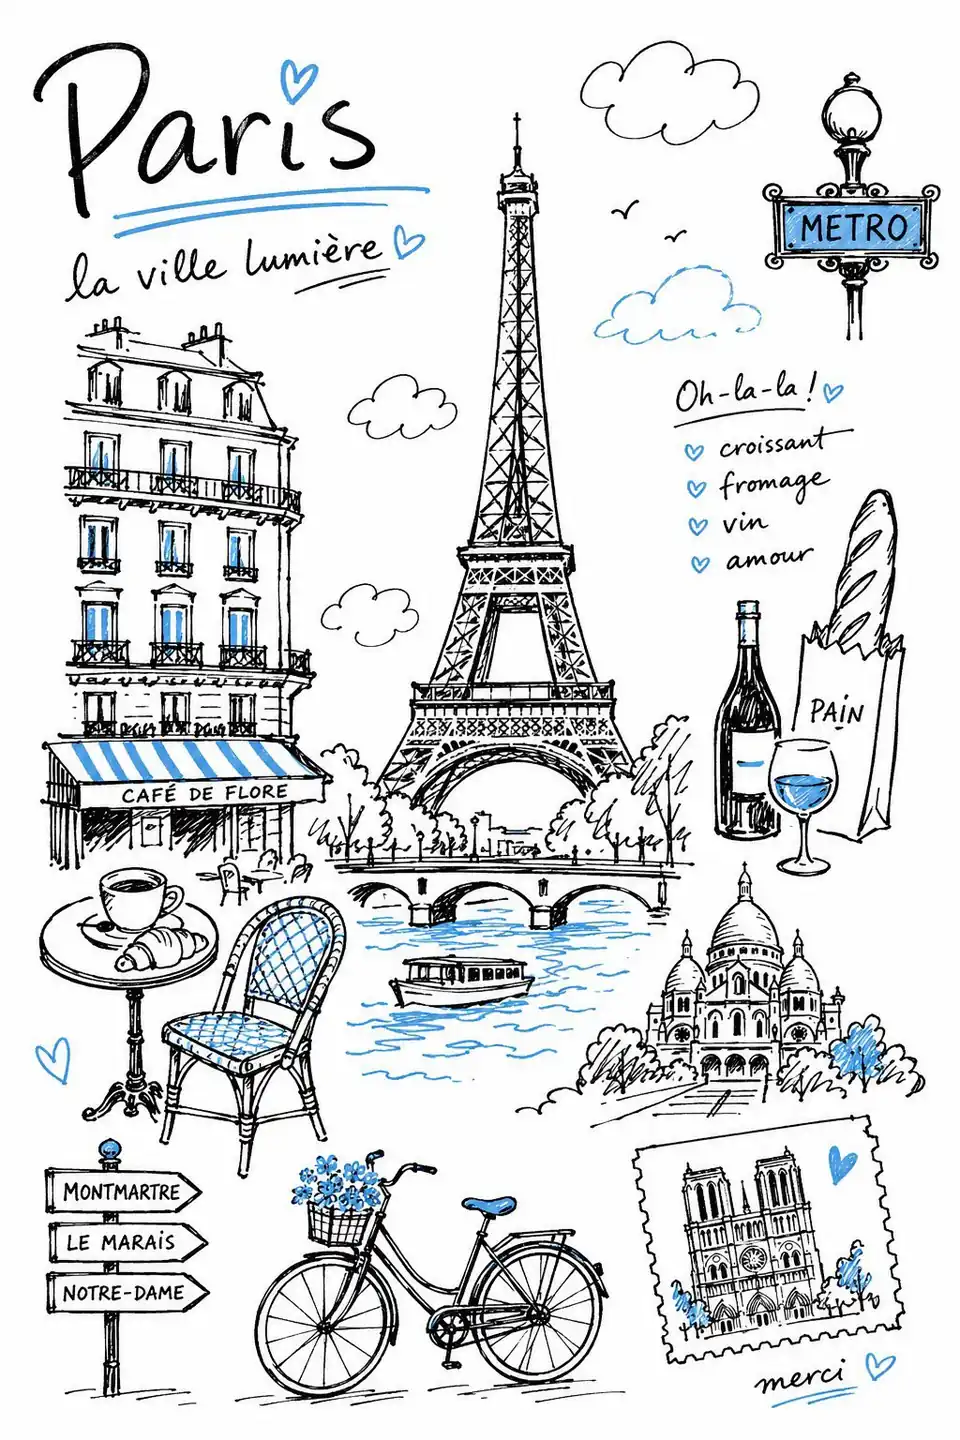 Paris
la ville lumière
METRO
Oh-la-la!
croissant
fromage
vin
amour
PAIN
CAFÉ DE FLORE
MONTMARTRE
LE MARAIS
NOTRE-DAME
merci